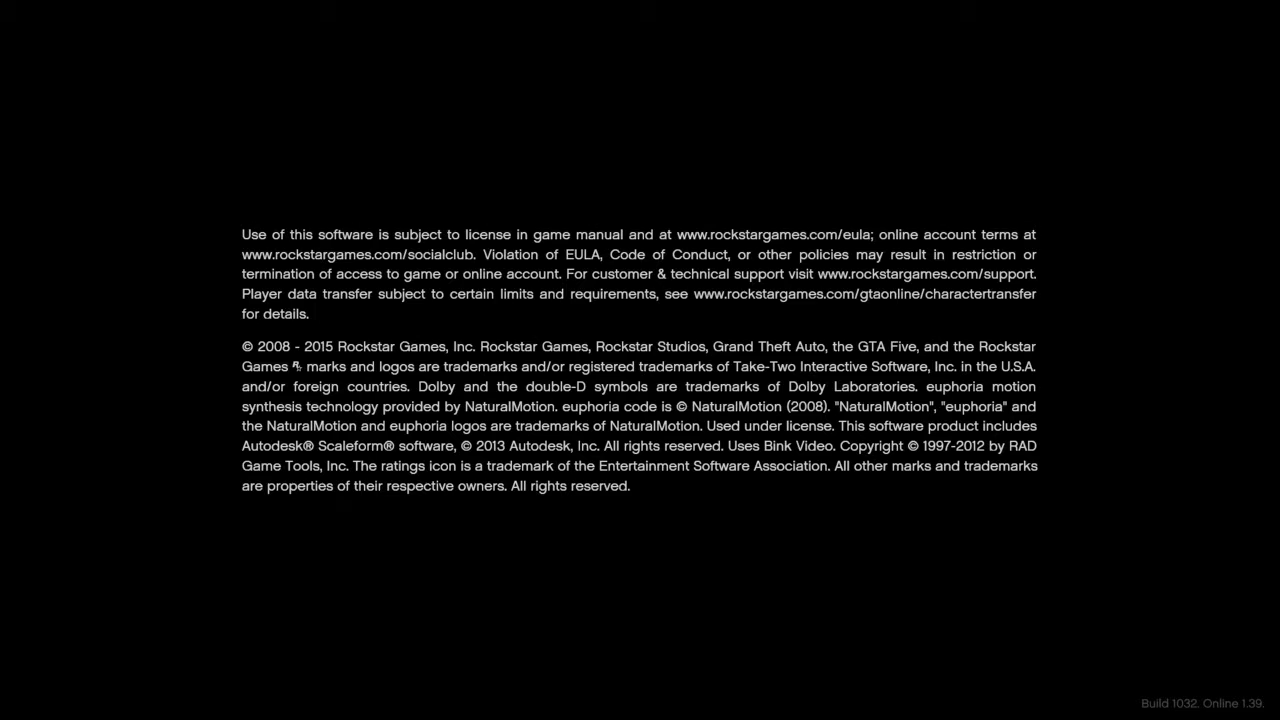 Use of this software is subject to license in game manual and at www.rockstargames.com/eula; online account terms at
www.rockstargames.com/socialclub. Violation of EULA, Code of Conduct, or other policies may result in restriction or
termination of access to game or online account. For customer & technical support visit www.rockstargames.com/support.
Player data transfer subject to certain limits and requirements, see www.rockstargames.com/gtaonline/charactertransfer
for details.
© 2008 - 2015 Rockstar Games, Inc. Rockstar Games, Rockstar Studios, Grand Theft Auto, the GTA Five, and the Rockstar
Games R* marks and logos are trademarks and/or registered trademarks of Take-Two Interactive Software, Inc. in the U.S.A.
and/or foreign countries. Dolby and the double-D symbols are trademarks of Dolby Laboratories. euphoria motion
synthesis technology provided by NaturalMotion. euphoria code is © NaturalMotion (2008). "NaturalMotion", "euphoria" and
the NaturalMotion and euphoria logos are trademarks of NaturalMotion. Used under license. This software product includes
Autodesk® Scaleform® software, © 2013 Autodesk, Inc. All rights reserved. Uses Bink Video. Copyright © 1997-2012 by RAD
Game Tools, Inc. The ratings icon is a trademark of the Entertainment Software Association. All other marks and trademarks
are properties of their respective owners. All rights reserved.
Build 1032. Online 1.39.